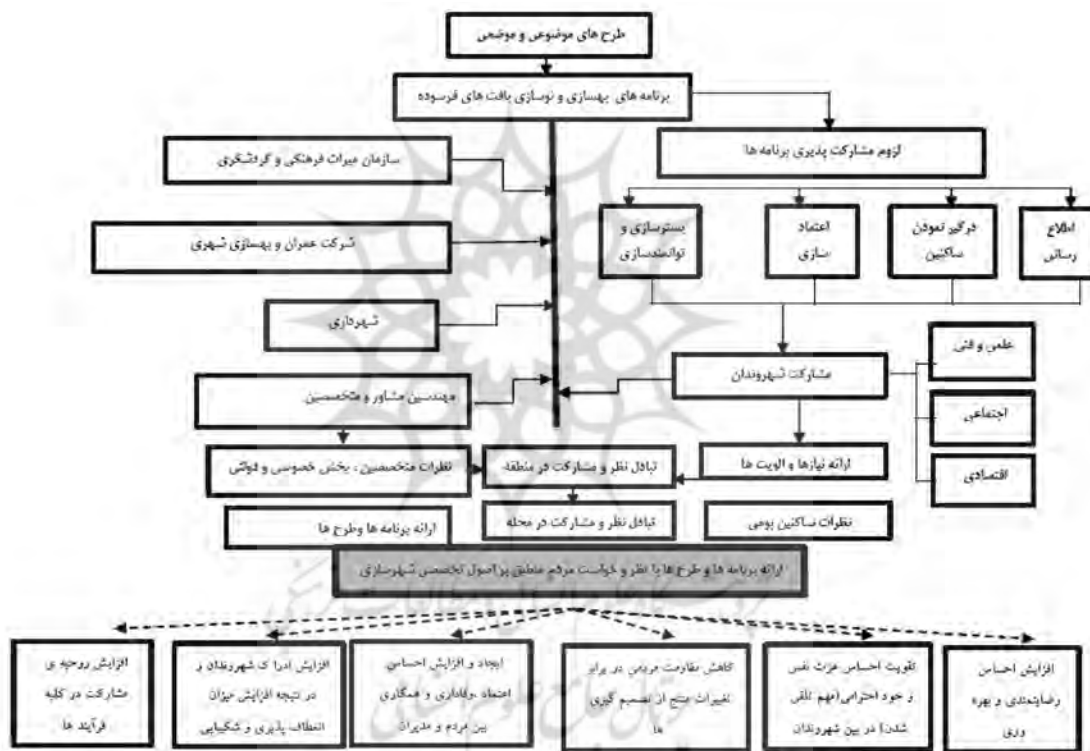 طرح های موضوعی و موضعی
برنامه های بهسازی و نوسازی بافت های فرسوده
لزوم مشارکت پذیری برنامه ها
سازمان میراث فرهنگی و گردشگری
شرکت عمران و بهسازی شهری
شهرداری
مهندسین مشاور و متخصصین
اطلاع
رسانی
درگیر نمودن
ساکنین
اعتماد
سازی
بسترسازی و
توانمندسازی
مشارکت شهروندان
علمی و فنی
اجتماعی
اقتصادی
ارائه نیازها و الویت ها
تبادل نظر و مشارکت در منطقه
نظرات متخصصین ، بخش خصوصی و دولتی
نظرات ساکنین بومی
تبادل نظر و مشارکت در محله
ارائه برنامه ها وطرح ها
ارائه برنامه ها و طرح ها با نظر و خواست مردم منطبق بر اصول تخصصی شهرسازی
افزایش احساس
رضایتمندی و بهره
وری
تقویت احساس عزت نفس
و خود احترامی(مهم تلقی
شدن) در بین شهروندان
کاهش مقاومت مردمی در برابر
تغییرات منتج از تصمیم گیری
ها
ایجاد و افزایش احساس
اعتماد ،وفاداری و همکاری
بین مردم و مدیران
افزایش ادراک شهروندان و
در نتیجه افزایش میزان
انعطاف پذیری و شکیبایی
افزایش روحیه ی
مشارکت در کلیه
فرآیند ها